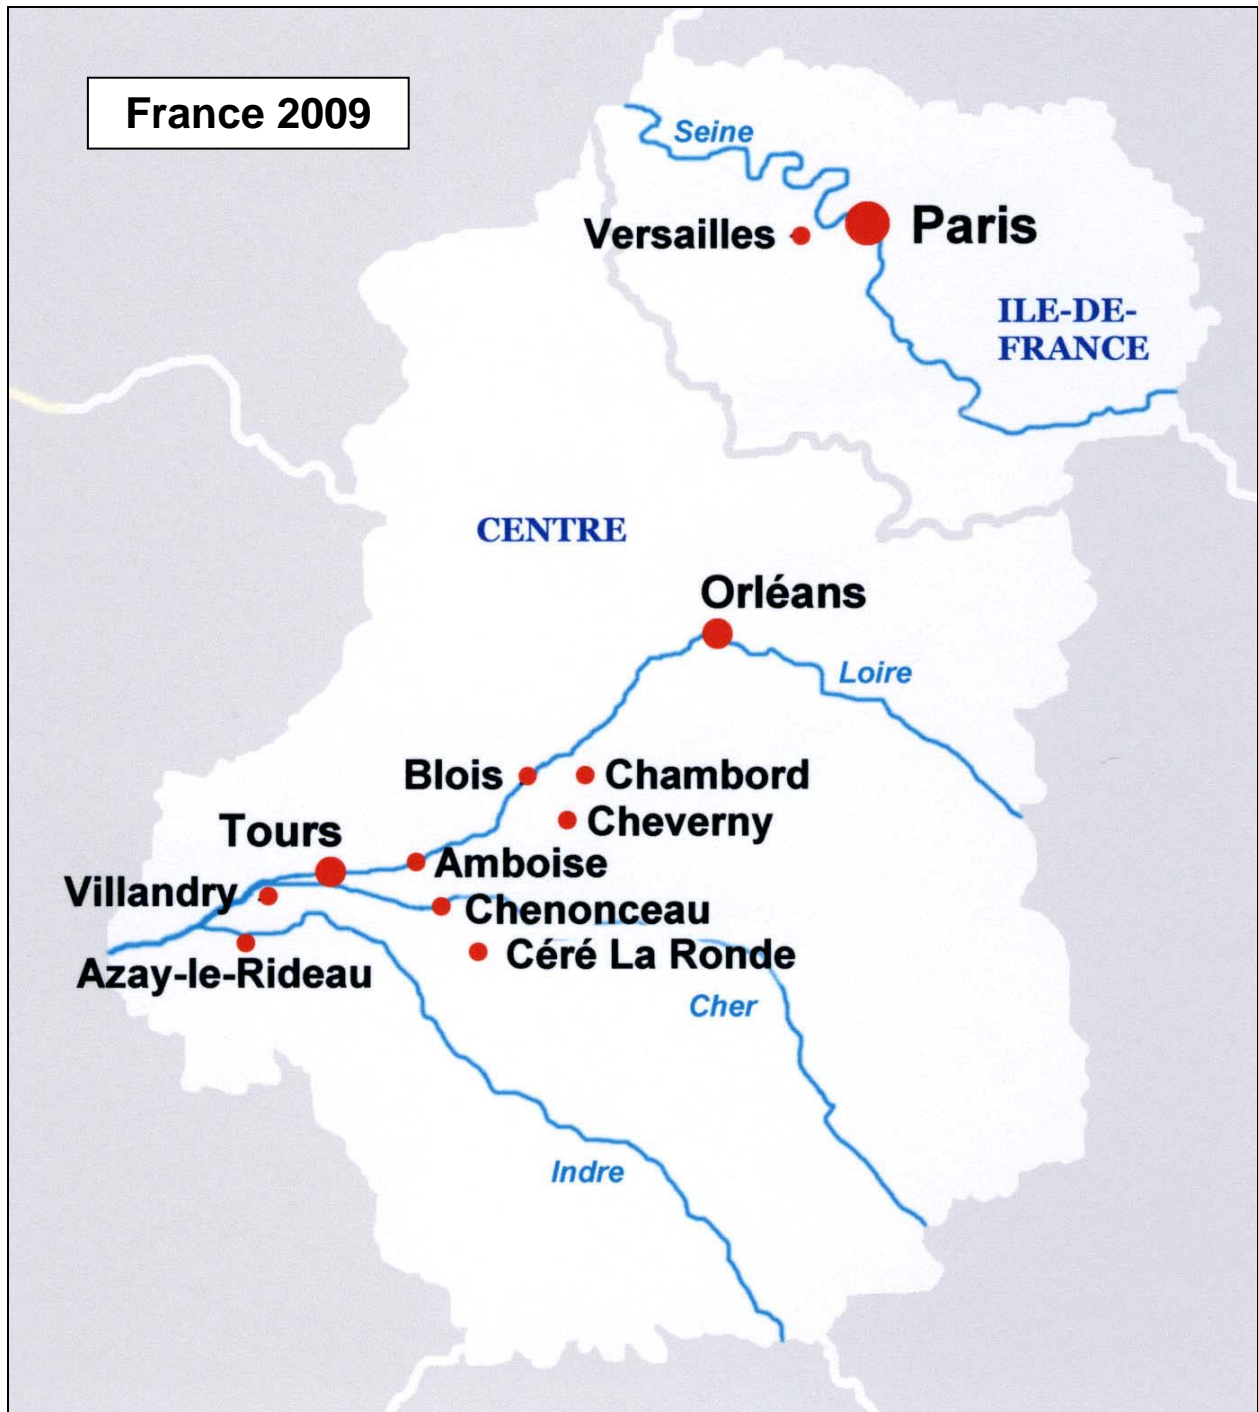 France 2009
Seine
Versailles
Paris
ILE-DE-
FRANCE
CENTRE
Orléans
Loire
Blois
Chambord
Cheverny
Tours
Amboise
Villandry
Chenonceau
Céré La Ronde
Azay-le-Rideau
Cher
Indre